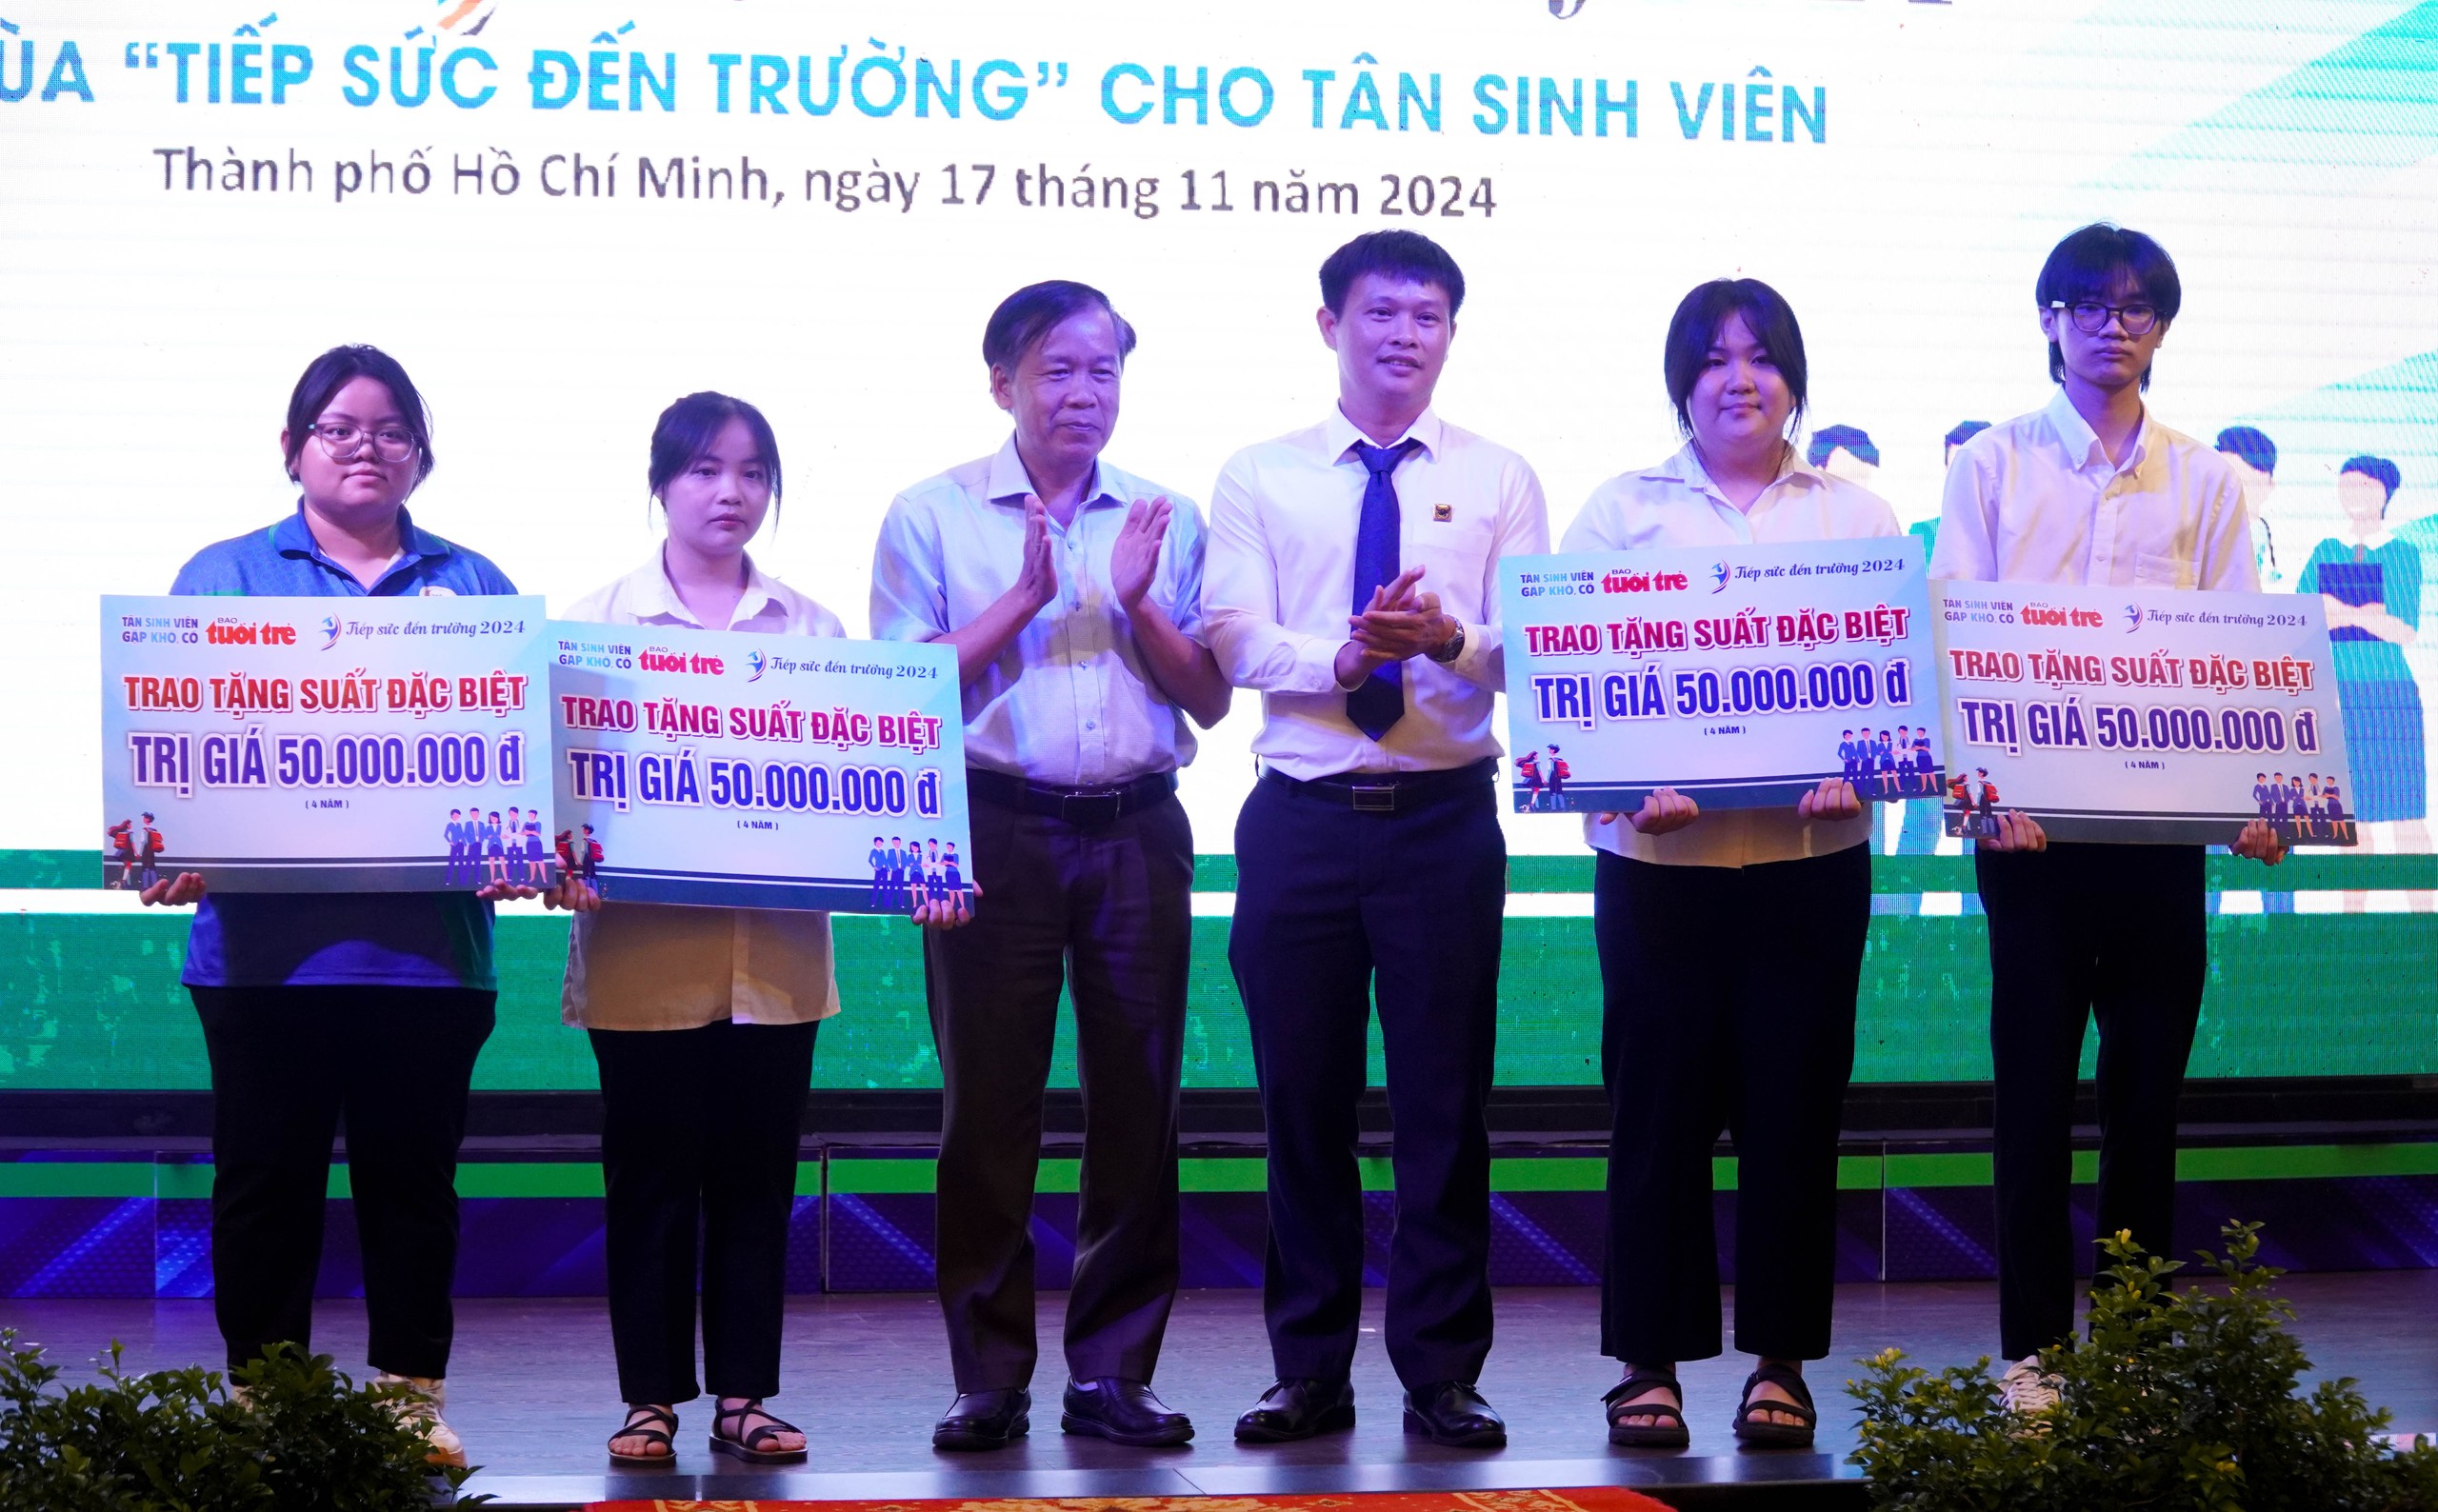 ÙA “TIẾP SỨC ĐẾN TRƯỜNG” CHO TÂN SINH VIÊN
Thành phố Hồ Chí Minh, ngày 17 tháng 11 năm 2024
TÂN SINH VIÊN
GẶP KHÓ, CÓ
BÁO
tuổi trẻ
Tiếp sức đến trường 2024
TRAO TẶNG SUẤT ĐẶC BIỆT
TRỊ GIÁ 50.000.000 đ
( 4 NĂM )
TÂN SINH VIÊN
GẶP KHÓ, CÓ
BÁO
tuổi trẻ
Tiếp sức đến trường 2024
TRAO TẶNG SUẤT ĐẶC BIỆT
TRỊ GIÁ 50.000.000 đ
( 4 NĂM )
TÂN SINH VIÊN
GẶP KHÓ, CÓ
BÁO
tuổi trẻ
Tiếp sức đến trường 2024
TRAO TẶNG SUẤT ĐẶC BIỆT
TRỊ GIÁ 50.000.000 đ
( 4 NĂM )
TÂN SINH VIÊN
GẶP KHÓ, CÓ
BÁO
tuổi trẻ
Tiếp sức đến trường 2024
TRAO TẶNG SUẤT ĐẶC BIỆT
TRỊ GIÁ 50.000.000 đ
( 4 NĂM )